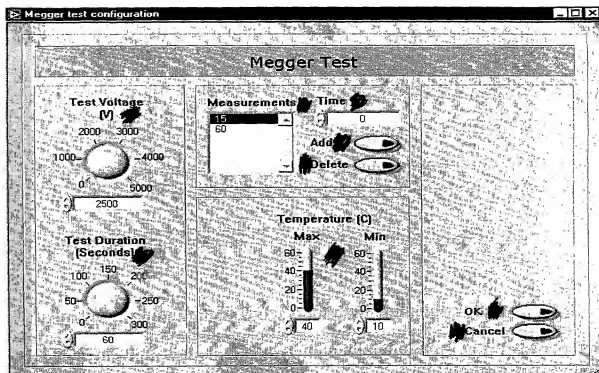 Megger test configuration
Megger Test
Test Voltage
(V)
2000 3000
1000 4000
0 5000
2500
Test Duration
(Seconds)
150
100 200
50 250
0 300
60
Measurements
15
60
Time
0
Add
Delete
Temperature (C)
Max Min
60 60
40 40
20 20
0 0
40 10
OK
Cancel